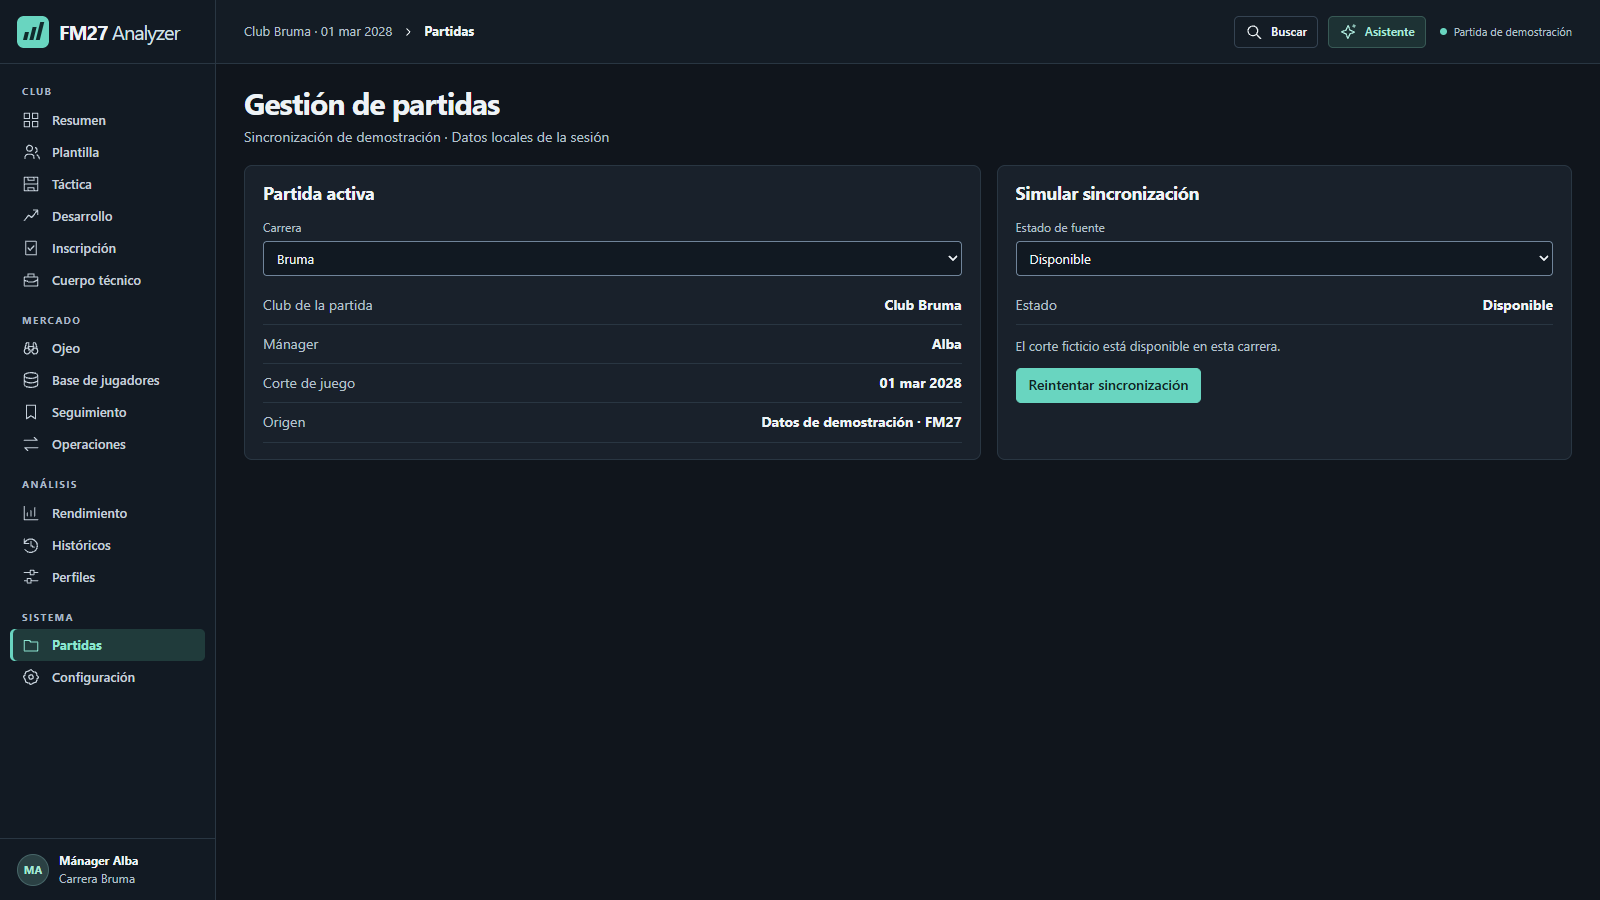 FM27 Analyzer
Club Bruma · 01 mar 2028 › Partidas
Buscar
Asistente
Partida de demostración
CLUB
Resumen
Plantilla
Táctica
Desarrollo
Inscripción
Cuerpo técnico
MERCADO
Ojeo
Base de jugadores
Seguimiento
Operaciones
ANÁLISIS
Rendimiento
Históricos
Perfiles
SISTEMA
Partidas
Configuración
MA
Mánager Alba
Carrera Bruma
Gestión de partidas
Sincronización de demostración · Datos locales de la sesión
Partida activa
Carrera
Bruma
Club de la partida Club Bruma
Mánager Alba
Corte de juego 01 mar 2028
Origen Datos de demostración · FM27
Simular sincronización
Estado de fuente
Disponible
Estado Disponible
El corte ficticio está disponible en esta carrera.
Reintentar sincronización